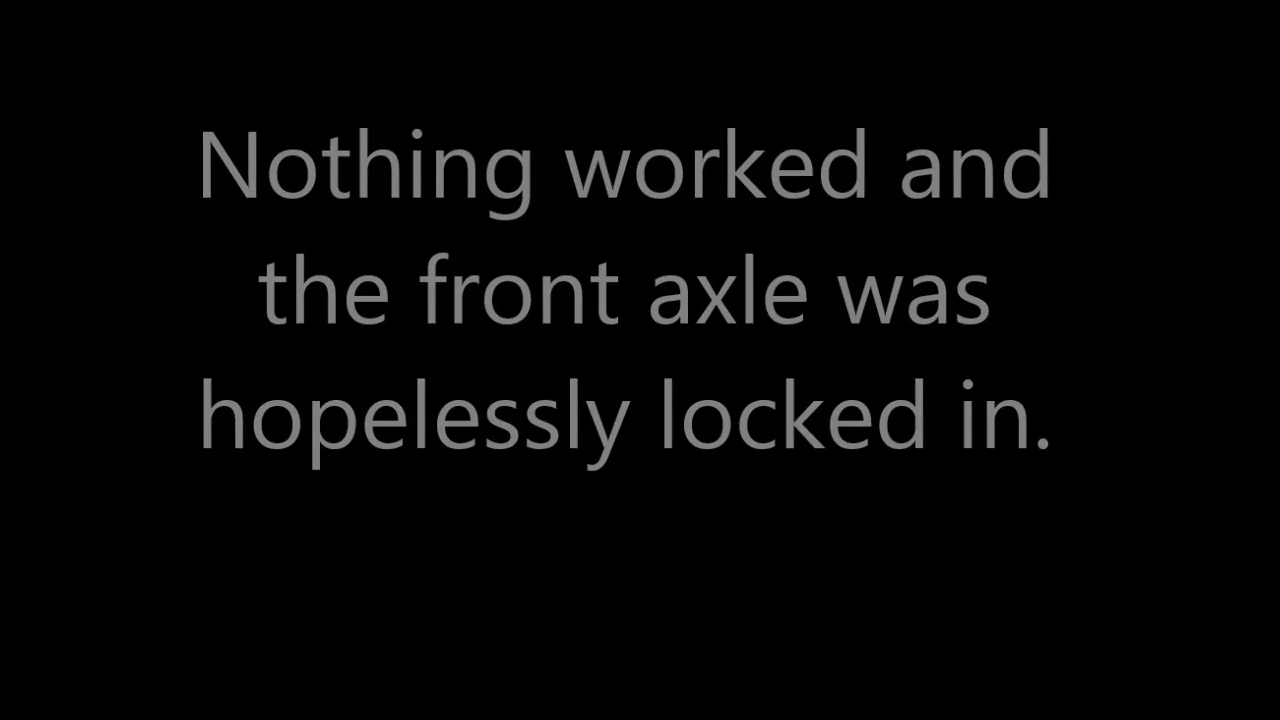 Nothing worked and
the front axle was
hopelessly locked in.